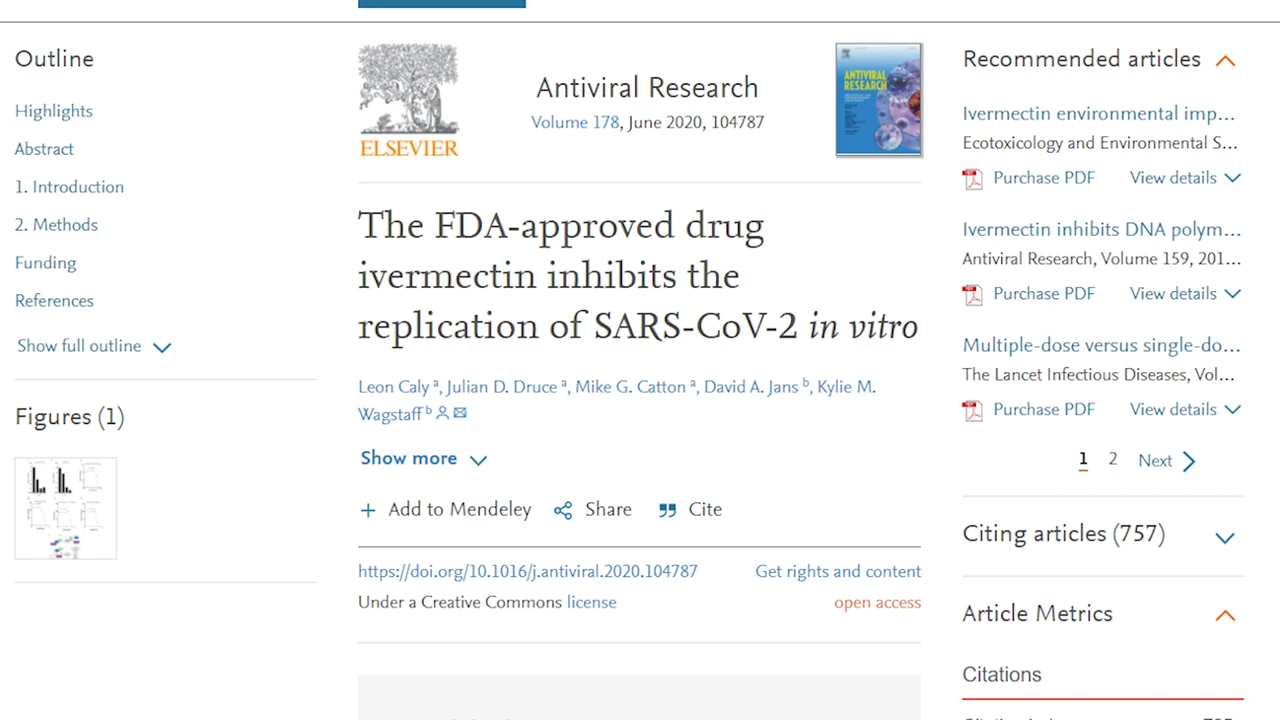 Outline
Highlights
Abstract
1. Introduction
2. Methods
Funding
References
Show full outline
Figures (1)
ELSEVIER
Antiviral Research
Volume 178, June 2020, 104787
ANTIVIRAL
RESEARCH
The FDA-approved drug
ivermectin inhibits the
replication of SARS-CoV-2 in vitro
Leon Caly a, Julian D. Druce a, Mike G. Catton a, David A. Jans b, Kylie M.
Wagstaff b
Show more
Add to Mendeley
Share
Cite
https://doi.org/10.1016/j.antiviral.2020.104787
Get rights and content
Under a Creative Commons license
open access
Recommended articles
Ivermectin environmental imp...
Ecotoxicology and Environmental S...
Purchase PDF
View details
Ivermectin inhibits DNA polym...
Antiviral Research, Volume 159, 201...
Purchase PDF
View details
Multiple-dose versus single-do...
The Lancet Infectious Diseases, Vol...
Purchase PDF
View details
1 2 Next
Citing articles (757)
Article Metrics
Citations